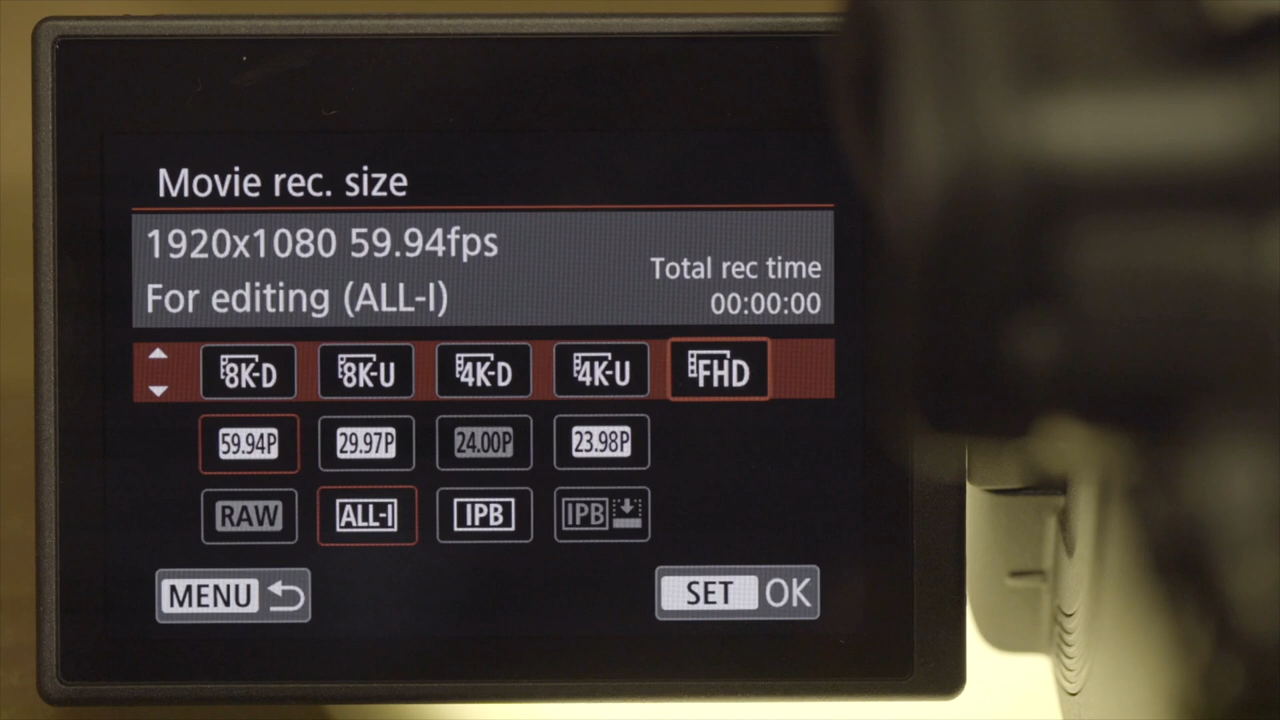 Movie rec. size
1920x1080 59.94fps
For editing (ALL-I)
Total rec time
00:00:00
8K-D 8K-U 4K-D 4K-U FHD
59.94P 29.97P 24.00P 23.98P
RAW ALL-I IPB IPB
MENU SET OK